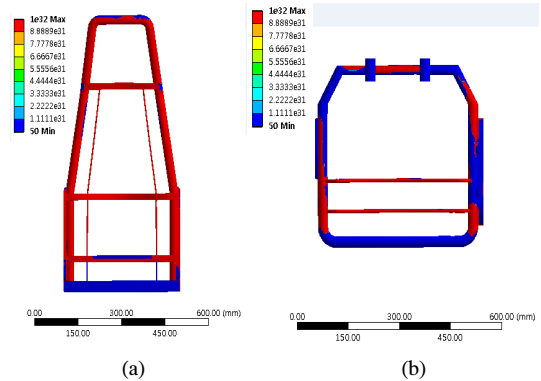 1e32 Max
8.8889e31
7.7778e31
6.6667e31
5.5556e31
4.4444e31
3.3333e31
2.2222e31
1.1111e31
50 Min
0.00 300.00 600.00 (mm)
150.00 450.00
(a)
1e32 Max
8.8889e31
7.7778e31
6.6667e31
5.5556e31
4.4444e31
3.3333e31
2.2222e31
1.1111e31
50 Min
0.00 300.00 600.00 (mm)
150.00 450.00
(b)